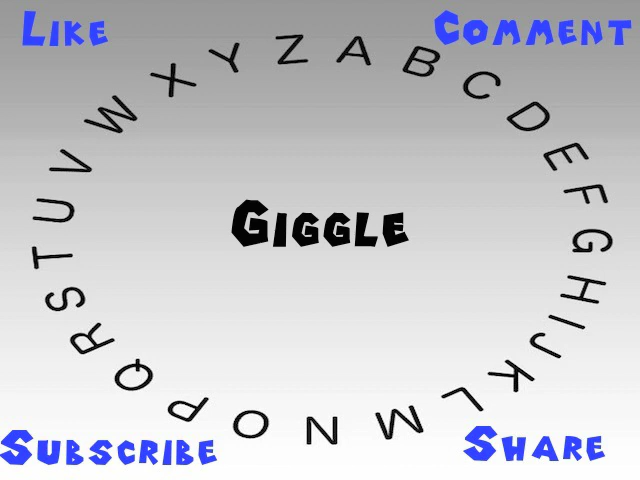 Like
Comment
A B C D E F G H I J K L M N O P Q R S T U V W X Y Z
Giggle
Subscribe
Share